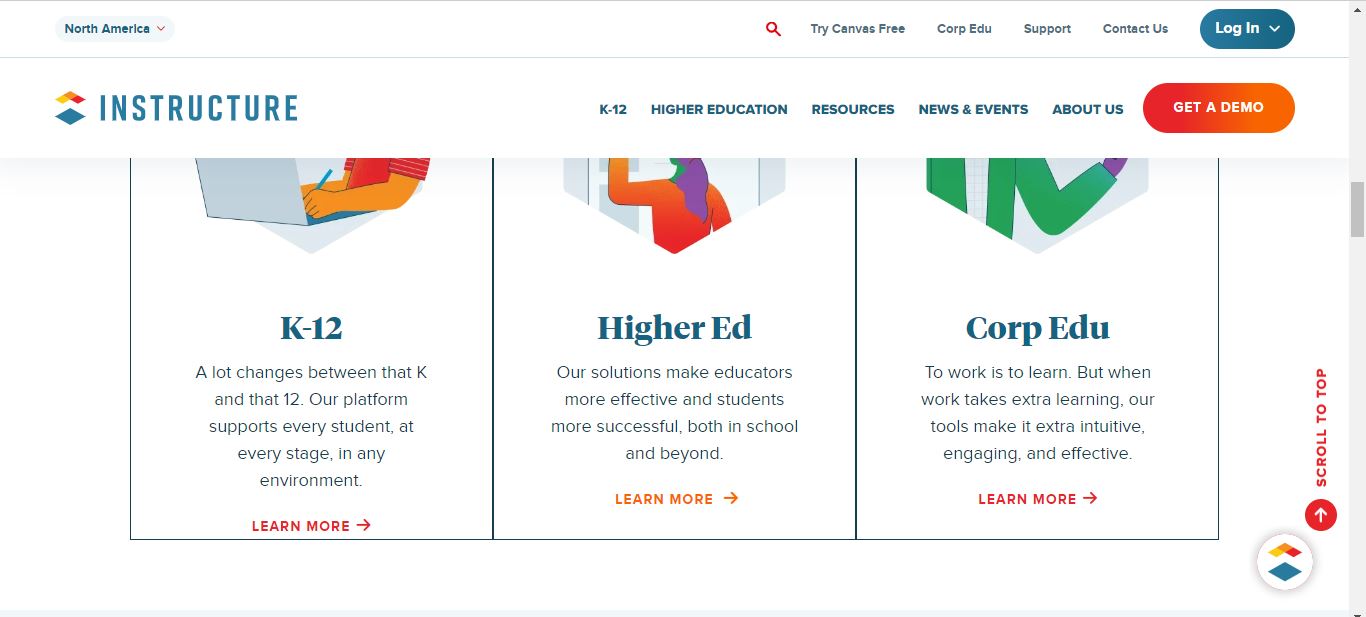 North America
Try Canvas Free
Corp Edu
Support
Contact Us
Log In
INSTRUCTURE
K-12
HIGHER EDUCATION
RESOURCES
NEWS & EVENTS
ABOUT US
GET A DEMO
K-12
A lot changes between that K
and that 12. Our platform
supports every student, at
every stage, in any
environment.
LEARN MORE
Higher Ed
Our solutions make educators
more effective and students
more successful, both in school
and beyond.
LEARN MORE
Corp Edu
To work is to learn. But when
work takes extra learning, our
tools make it extra intuitive,
engaging, and effective.
LEARN MORE
SCROLL TO TOP